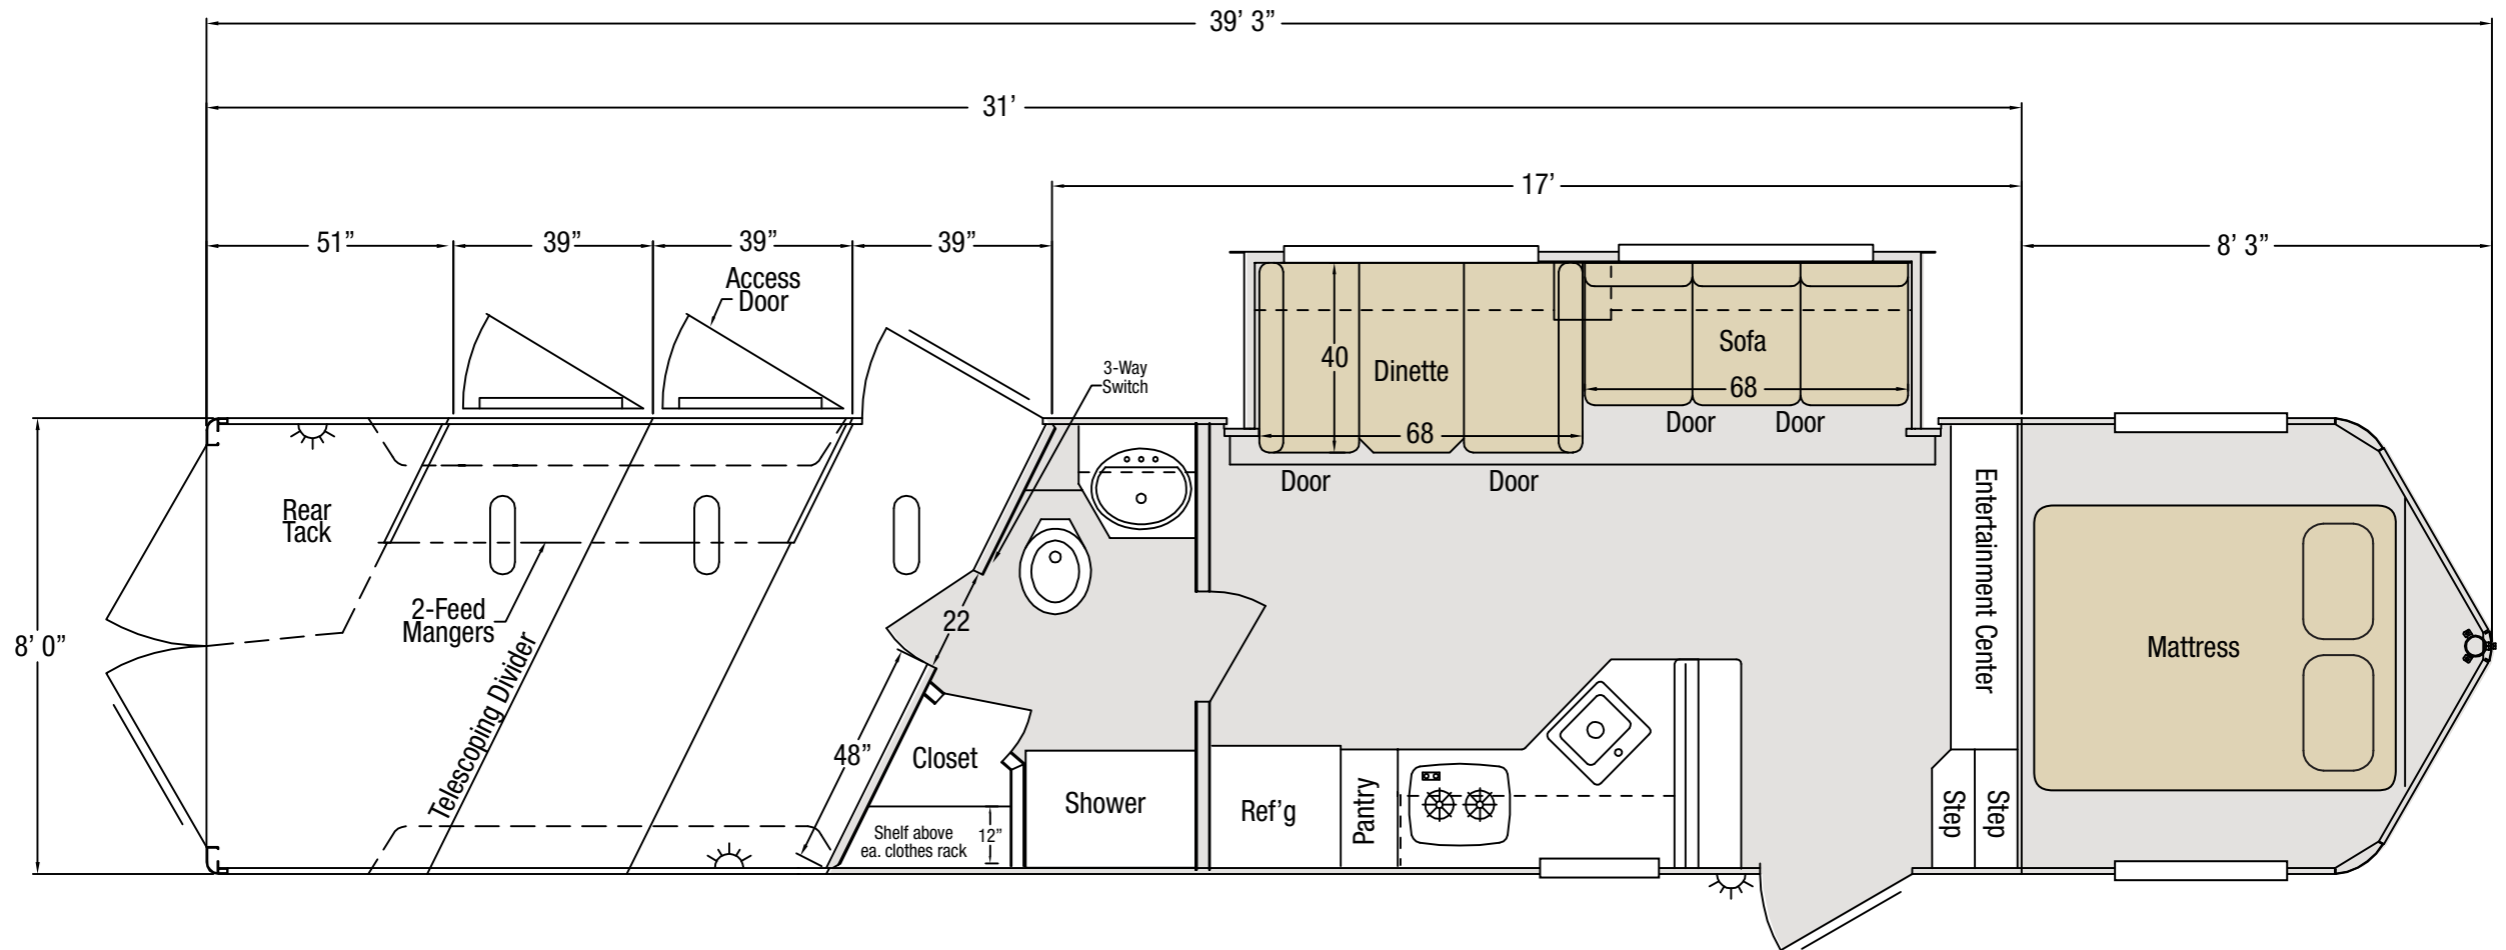 39’ 3”
31’
17’
51”
39”
39”
39”
8’ 3”
Access
Door
3-Way
Switch
40
Dinette
68
Sofa
68
Door
Door
Door
Door
Rear
Tack
2-Feed
Mangers
Telescoping Divider
8’ 0”
22
48”
Closet
Shelf above
ea. clothes rack
12”
Shower
Ref’g
Pantry
Entertainment Center
Step
Step
Mattress